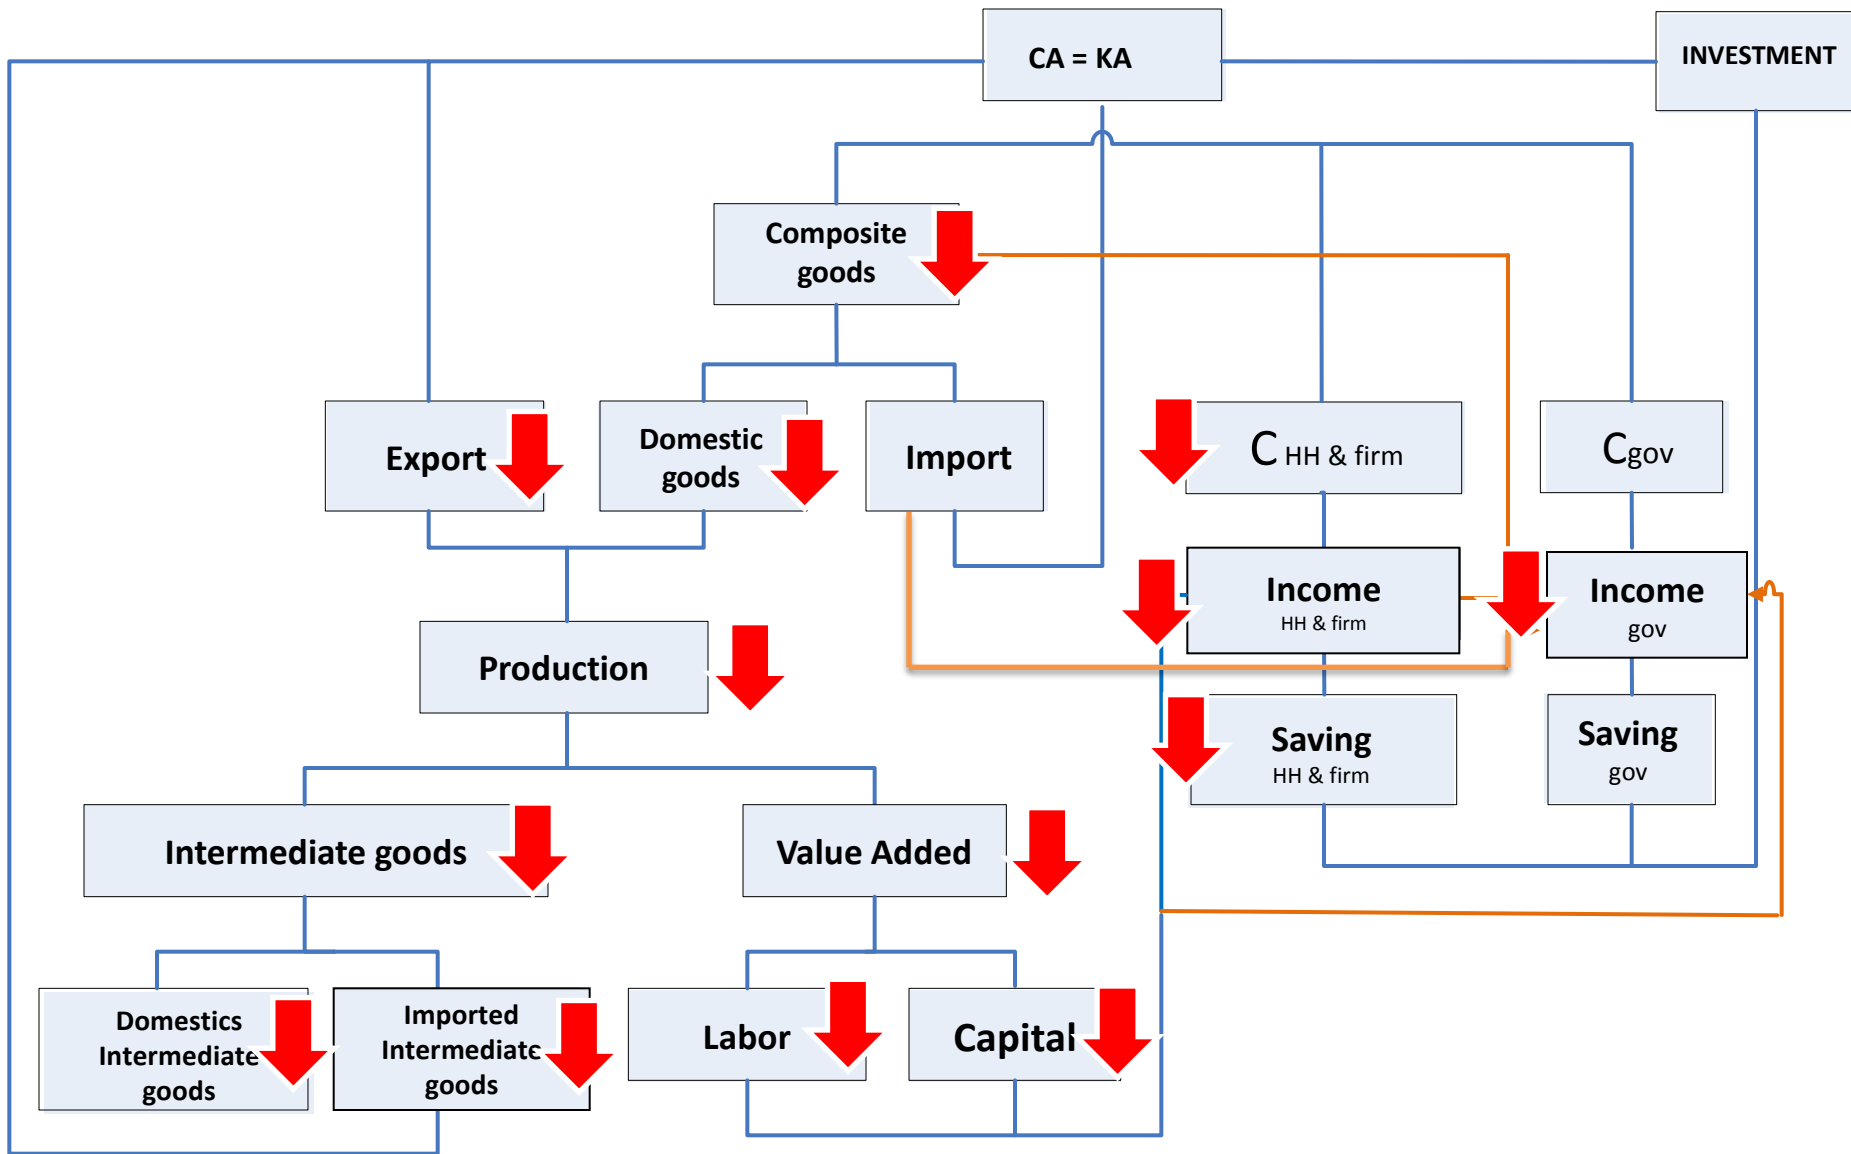 CA = KA
INVESTMENT
Composite
goods
Export
Domestic
goods
Import
C HH & firm
Cgov
Income
HH & firm
Income
gov
Production
Saving
HH & firm
Saving
gov
Intermediate goods
Value Added
Domestics
Intermediate
goods
Imported
Intermediate
goods
Labor
Capital